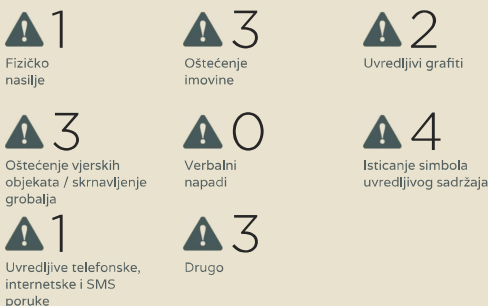 1
Fizičko
nasilje
3
Oštećenje
imovine
2
Uvredljivi grafiti
3
Oštećenje vjerskih
objekata / skrnavljenje
grobalja
0
Verbalni
napadi
4
Isticanje simbola
uvredljivog sadržaja
1
Uvredljive telefonske,
internetske i SMS
poruke
3
Drugo